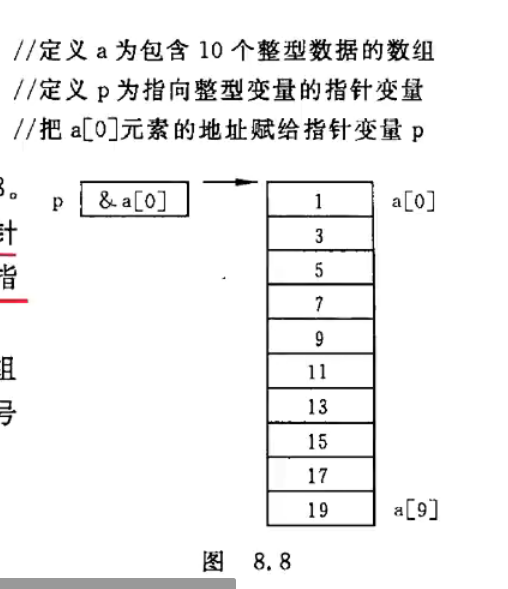 //定义 a 为包含 10 个整型数据的数组
//定义 p 为指向整型变量的指针变量
//把 a[0]元素的地址赋给指针变量 p
。
p &a[0] 1 a[0]
针
3
指
5
7
9
组
11
号
13
15
17
19 a[9]
图 8.8